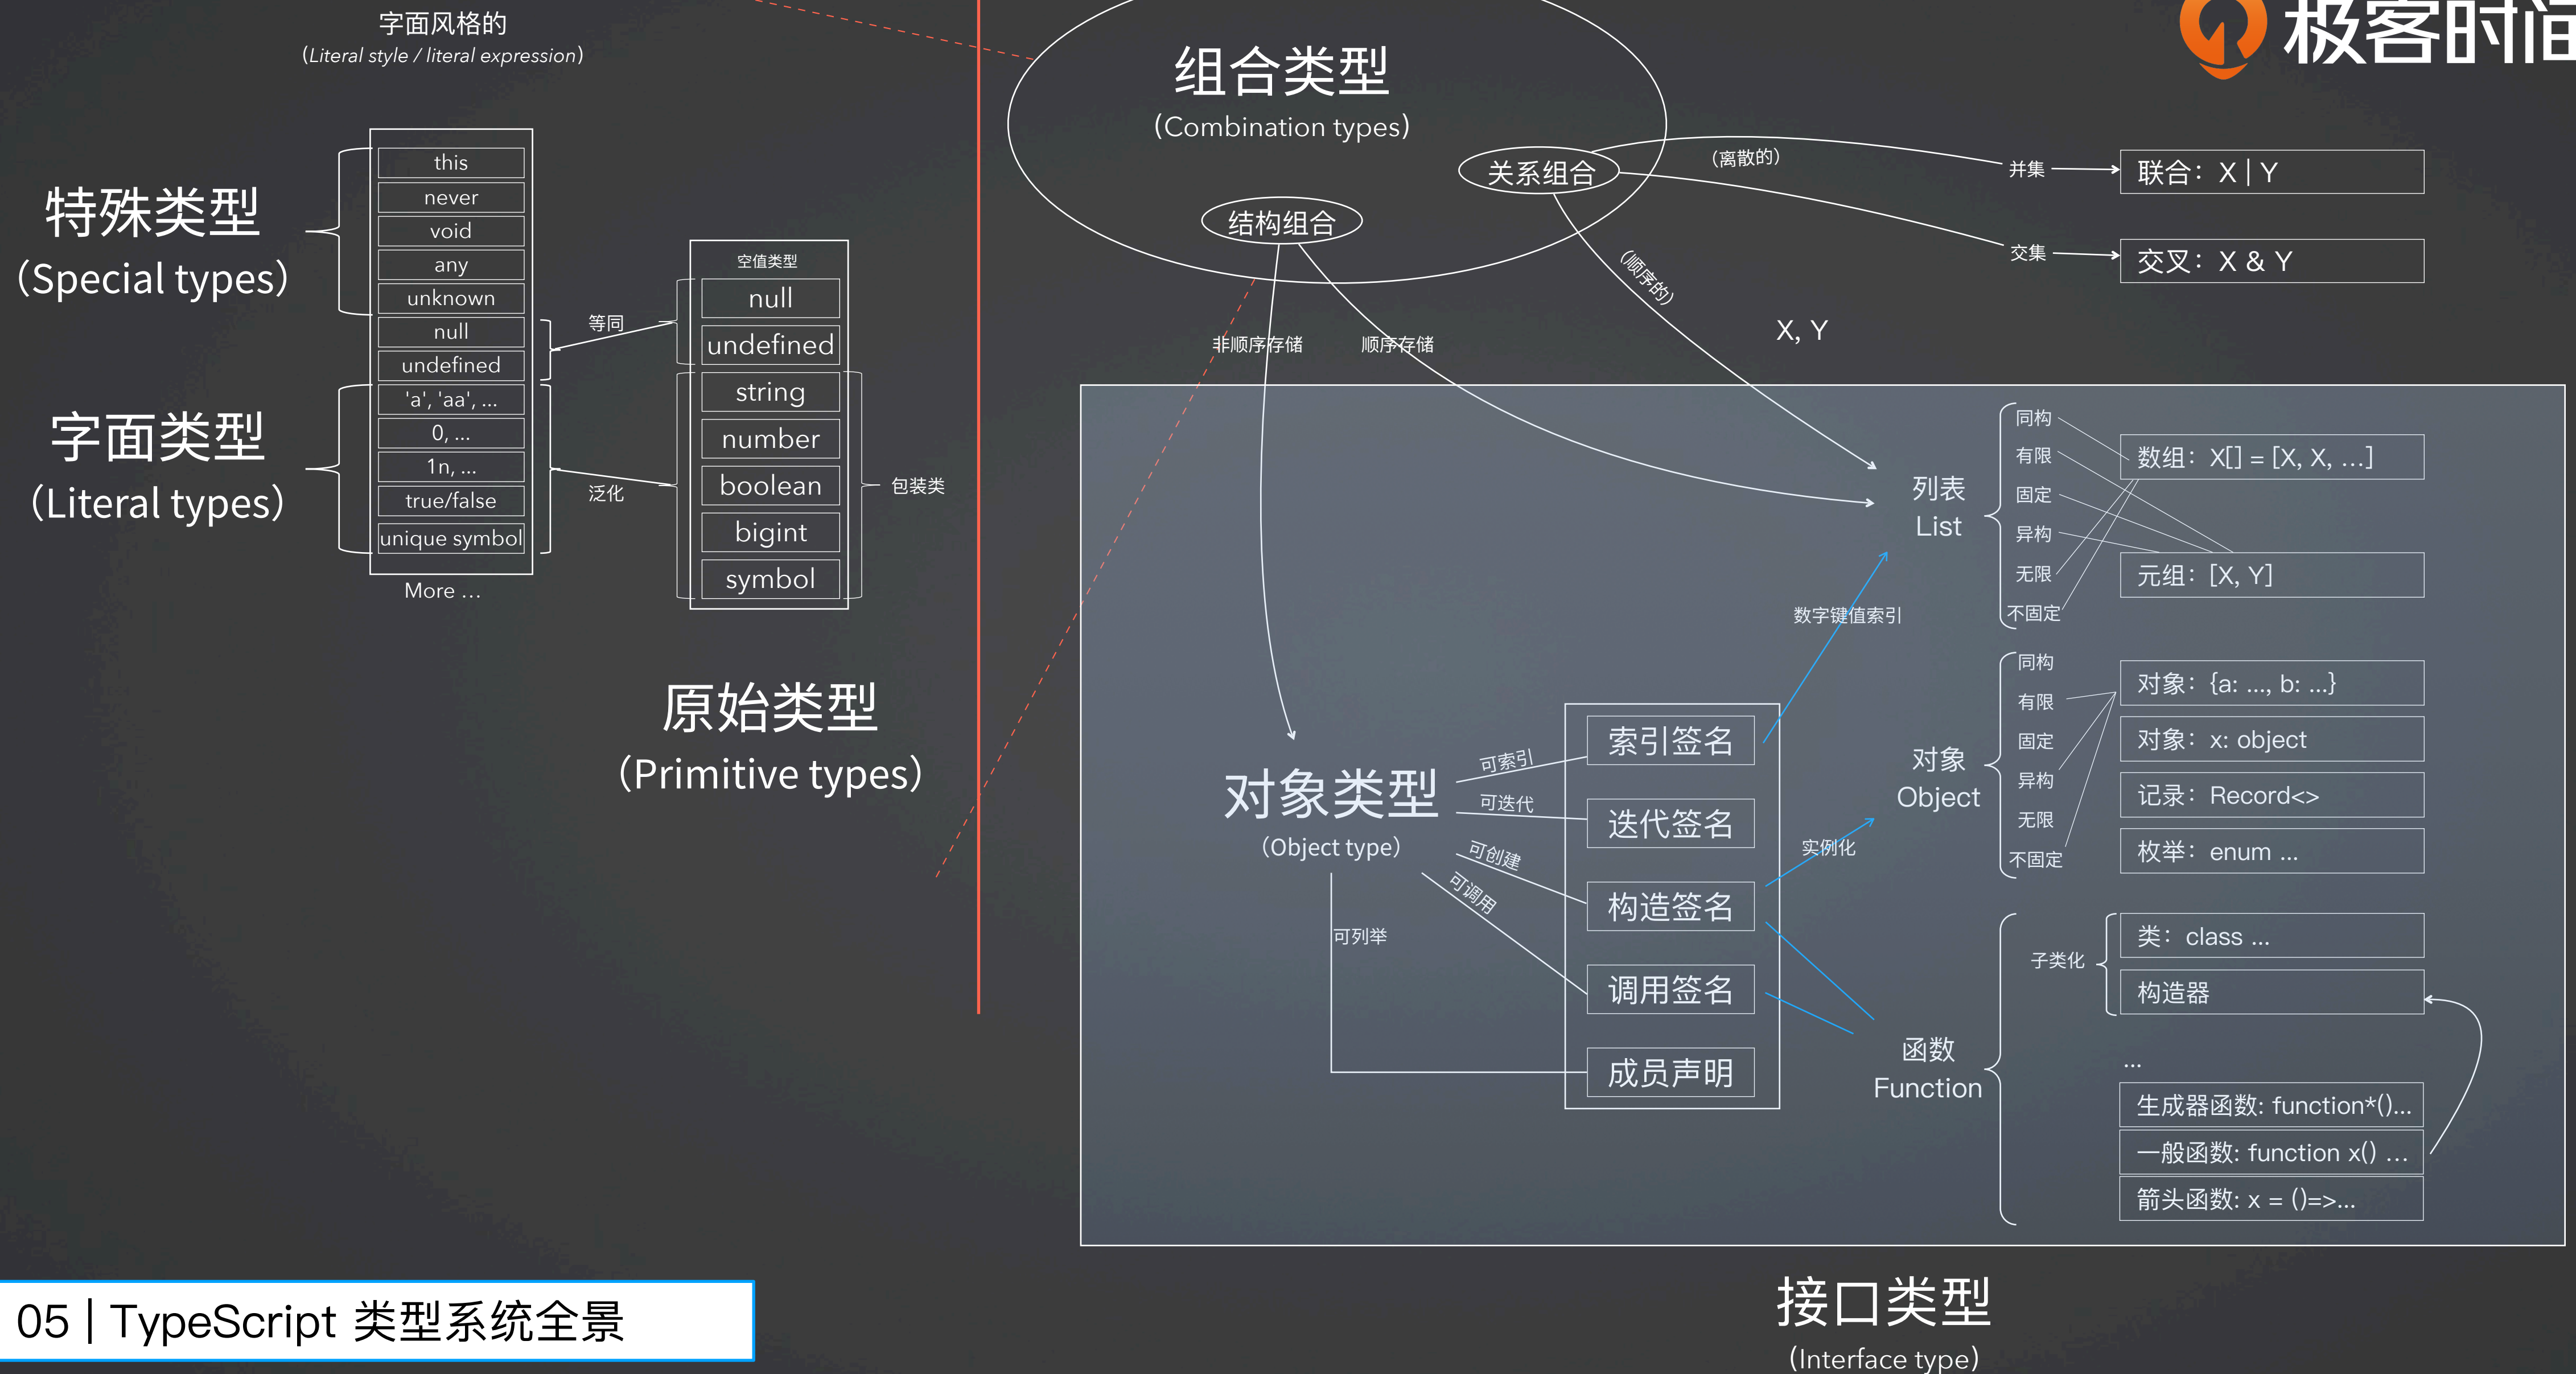 字面风格的
(Literal style / literal expression)
特殊类型
(Special types)
字面类型
(Literal types)
this
never
void
any
unknown
null
undefined
'a', 'aa', ...
0, ...
1n, ...
true/false
unique symbol
More ...
等同
泛化
空值类型
null
undefined
string
number
boolean
bigint
symbol
包装类
原始类型
(Primitive types)
组合类型
(Combination types)
关系组合
结构组合
(离散的)
(顺序的)
并集
交集
联合：X | Y
交叉：X & Y
X, Y
非顺序存储
顺序存储
极客时间
列表
List
同构
有限
固定
异构
无限
不固定
数组：X[] = [X, X, ...]
元组：[X, Y]
数字键值索引
对象类型
(Object type)
可索引
可迭代
可创建
可调用
可列举
索引签名
迭代签名
构造签名
调用签名
成员声明
实例化
对象
Object
同构
有限
固定
异构
无限
不固定
对象：{a: ..., b: ...}
对象：x: object
记录：Record<>
枚举：enum ...
函数
Function
子类化
类：class ...
构造器
...
生成器函数: function*()...
一般函数: function x() ...
箭头函数: x = ()=>...
接口类型
(Interface type)
05 | TypeScript 类型系统全景